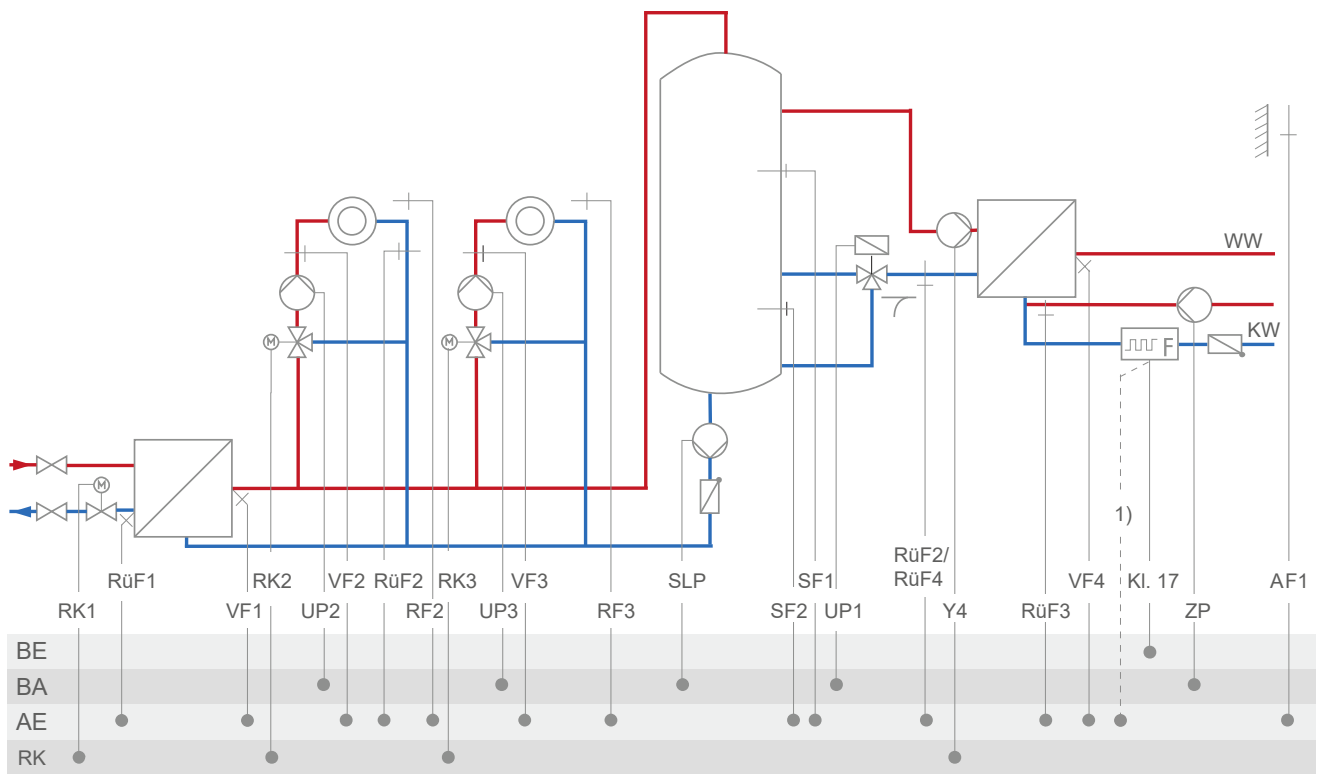 WW
KW
F
M
M
M
1)
RüF2/
RüF4
RüF1 RK2 VF2 RüF2 RK3 VF3 SLP SF1 VF4 Kl. 17 AF1
RK1 VF1 UP2 RF2 UP3 RF3 SF2 UP1 Y4 RüF3 ZP
BE
BA
AE
RK